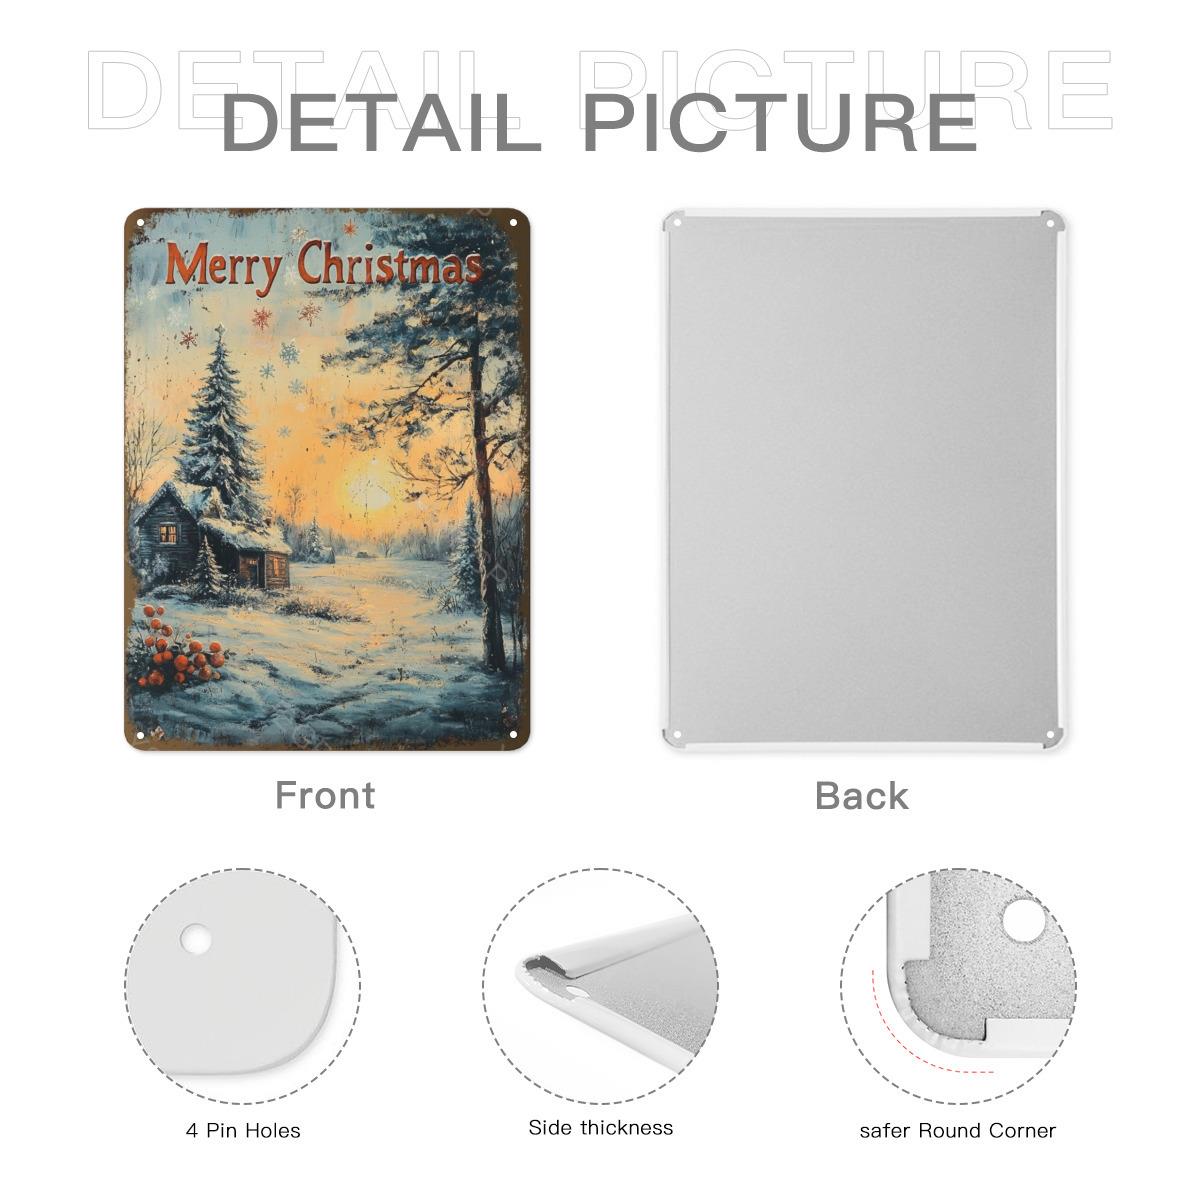 DETAIL PICTURE
DETAIL PICTURE
Merry Christmas
Front
Back
4 Pin Holes
Side thickness
safer Round Corner